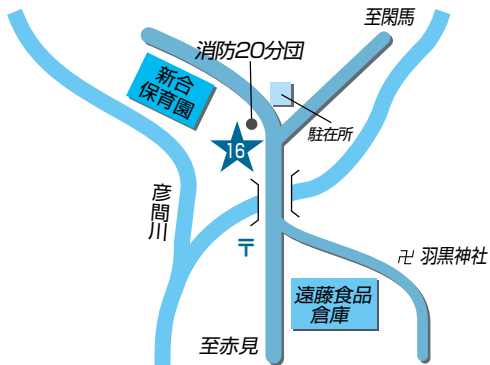 至閑馬
消防20分団
新合
保育園
駐在所
16
彦間川
〒
卍 羽黒神社
遠藤食品
倉庫
至赤見